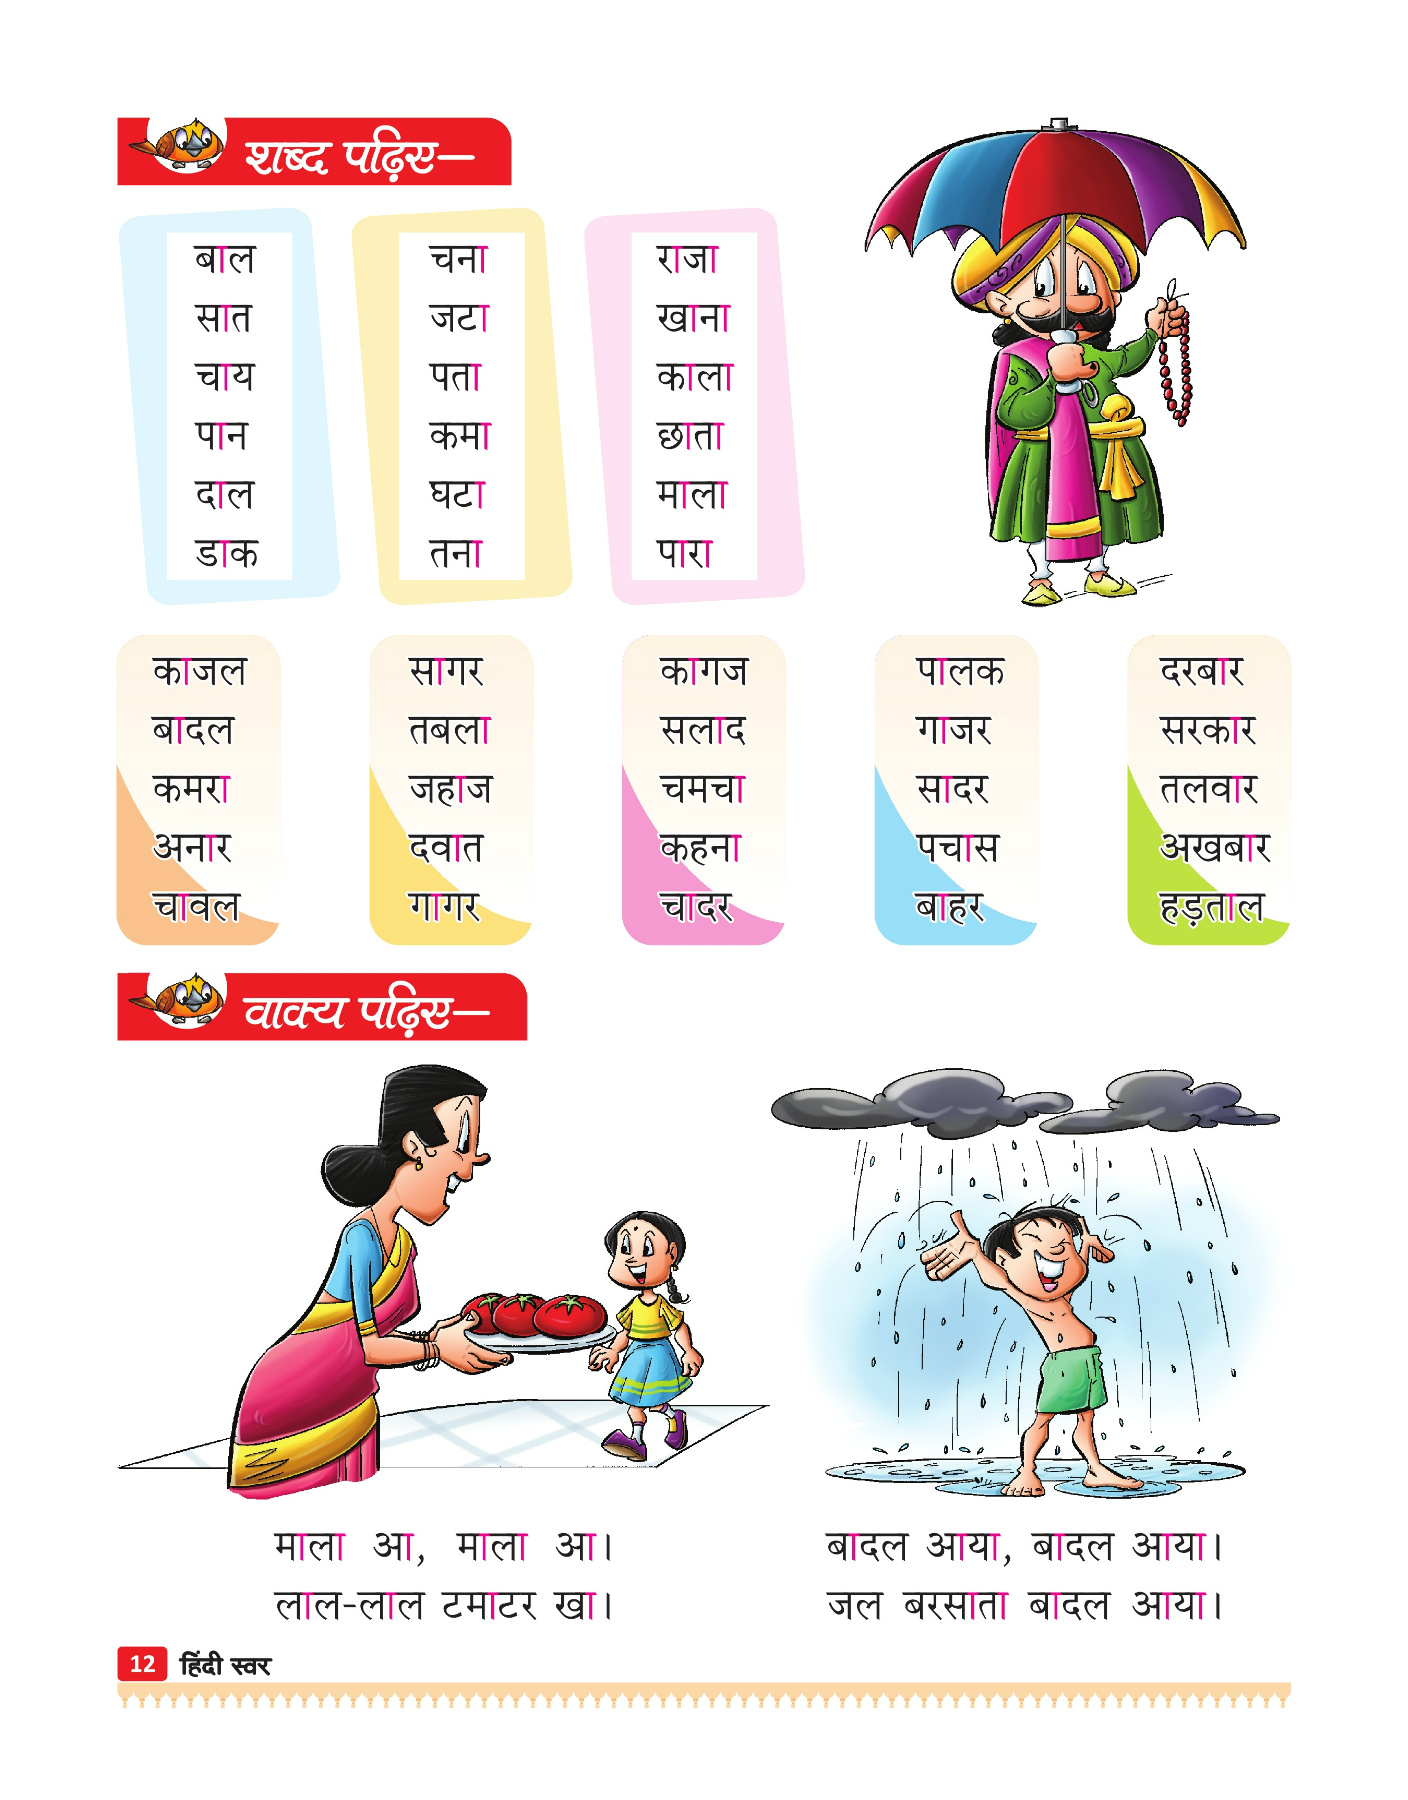 शब्द पढ़िए—
बाल चना राजा
सात जटा खाना
चाय पता काला
पान कमा छाता
दाल घटा माला
डाक तना पारा
काजल सागर कागज पालक दरबार
बादल तबला सलाद गाजर सरकार
कमरा जहाज चमचा सादर तलवार
अनार दवात कहना पचास अखबार
चावल गागर चादर बाहर हड़ताल
वाक्य पढ़िए—
माला आ, माला आ।
लाल-लाल टमाटर खा।
बादल आया, बादल आया।
जल बरसाता बादल आया।
12 हिंदी स्वर